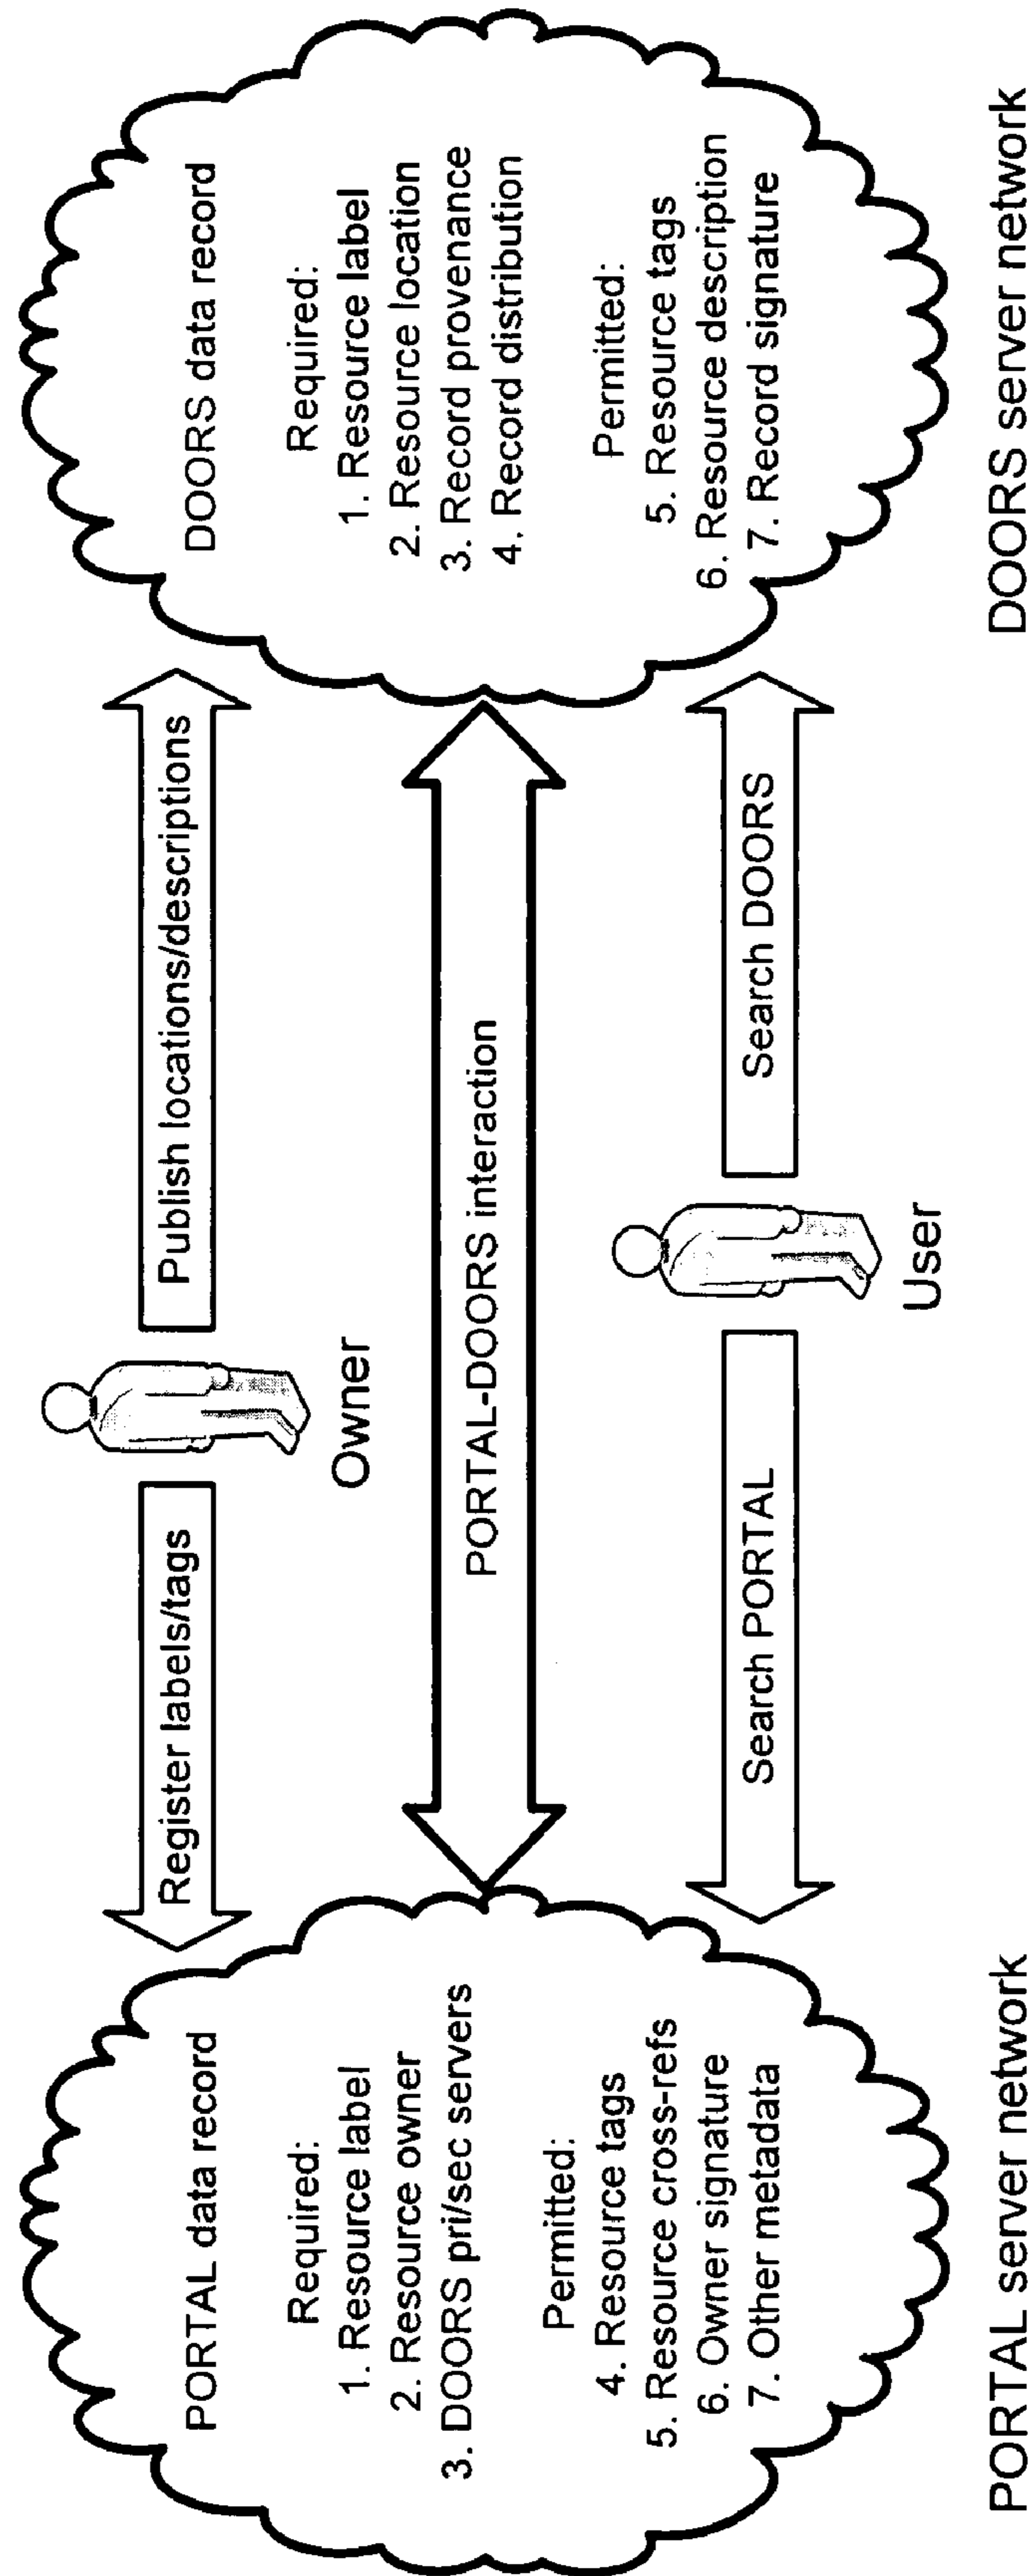 PORTAL data record
Required:
1. Resource label
2. Resource owner
3. DOORS pri/sec servers
Permitted:
4. Resource tags
5. Resource cross-refs
6. Owner signature
7. Other metadata
PORTAL server network
Register labels/tags
Owner
Publish locations/descriptions
PORTAL-DOORS interaction
Search PORTAL
User
Search DOORS
DOORS data record
Required:
1. Resource label
2. Resource location
3. Record provenance
4. Record distribution
Permitted:
5. Resource tags
6. Resource description
7. Record signature
DOORS server network